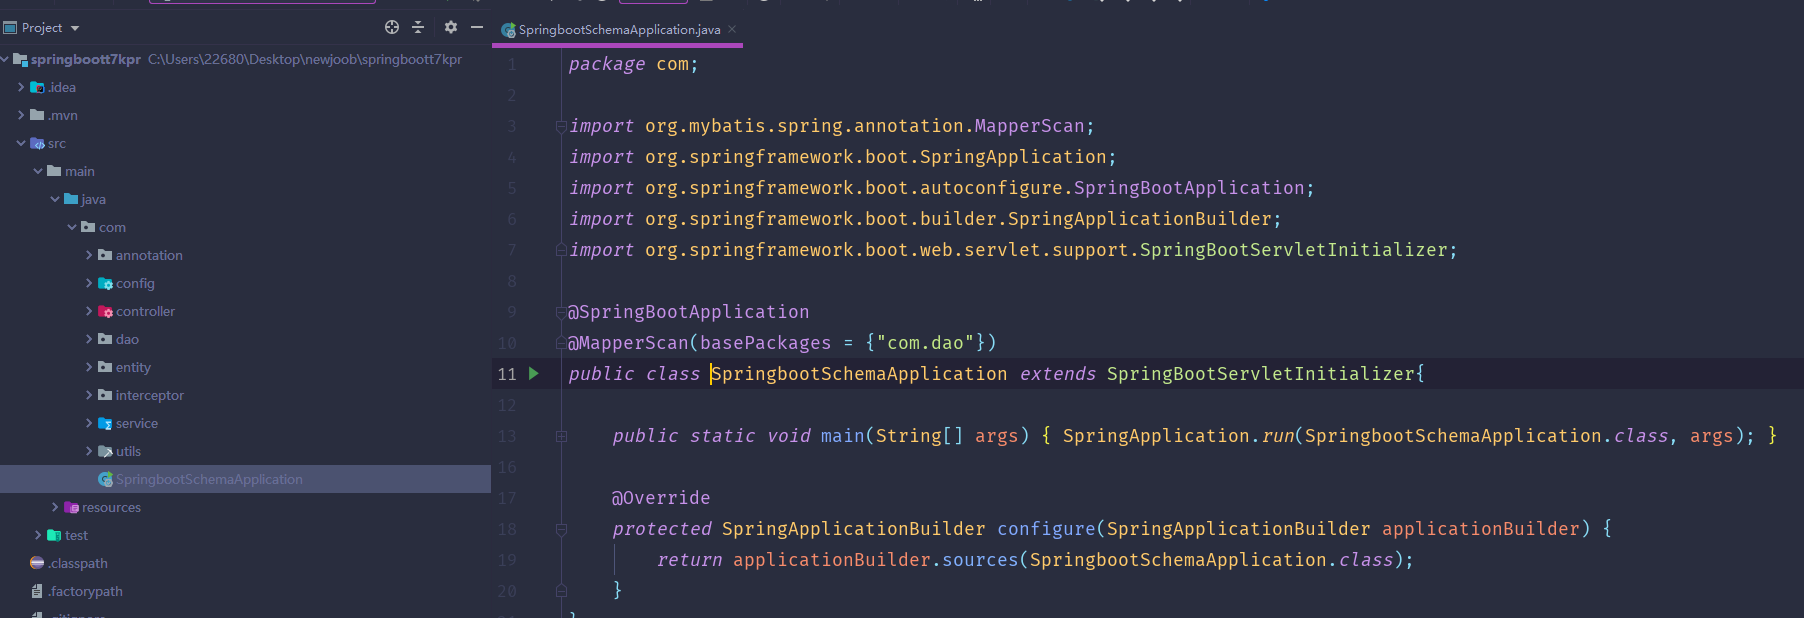 Project
SpringbootSchemaApplication.java
springboott7kpr C:\Users\22680\Desktop\newjoob\springboott7kpr
.idea
.mvn
src
main
java
com
annotation
config
controller
dao
entity
interceptor
service
utils
SpringbootSchemaApplication
resources
test
.classpath
.factorypath
.gitignore
1 package com;
2
3 import org.mybatis.spring.annotation.MapperScan;
4 import org.springframework.boot.SpringApplication;
5 import org.springframework.boot.autoconfigure.SpringBootApplication;
6 import org.springframework.boot.builder.SpringApplicationBuilder;
7 import org.springframework.boot.web.servlet.support.SpringBootServletInitializer;
8
9 @SpringBootApplication
10 @MapperScan(basePackages = {"com.dao"})
11 public class SpringbootSchemaApplication extends SpringBootServletInitializer{
12
13 public static void main(String[] args) { SpringApplication.run(SpringbootSchemaApplication.class, args); }
16
17 @Override
18 protected SpringApplicationBuilder configure(SpringApplicationBuilder applicationBuilder) {
19 return applicationBuilder.sources(SpringbootSchemaApplication.class);
20 }
}